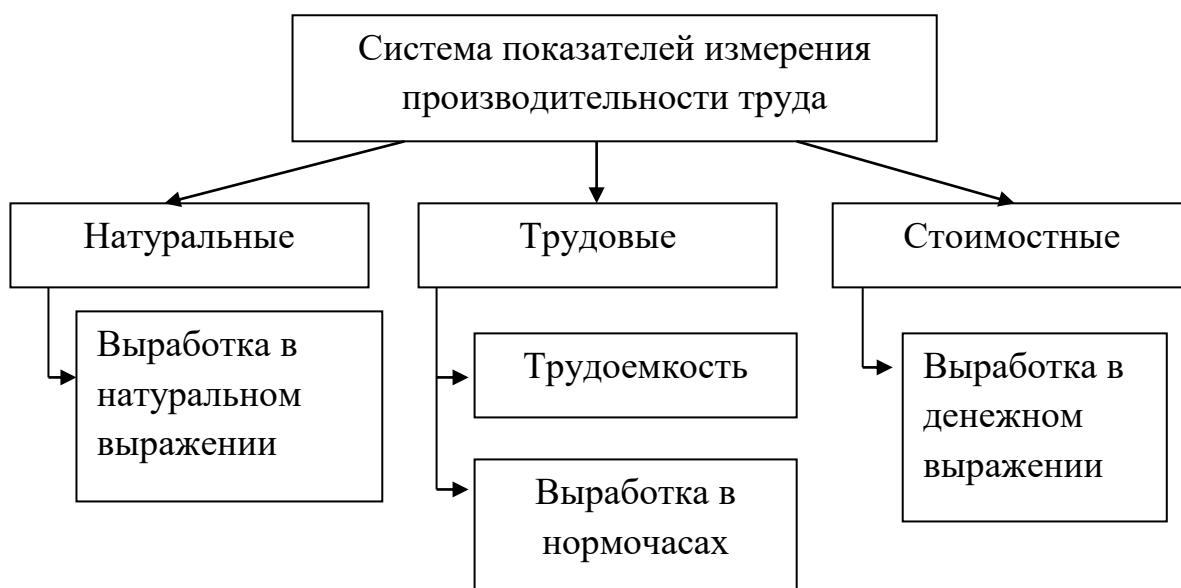 Система показателей измерения
производительности труда
Натуральные
Трудовые
Стоимостные
Выработка в
натуральном
выражении
Трудоемкость
Выработка в
нормочасах
Выработка в
денежном
выражении